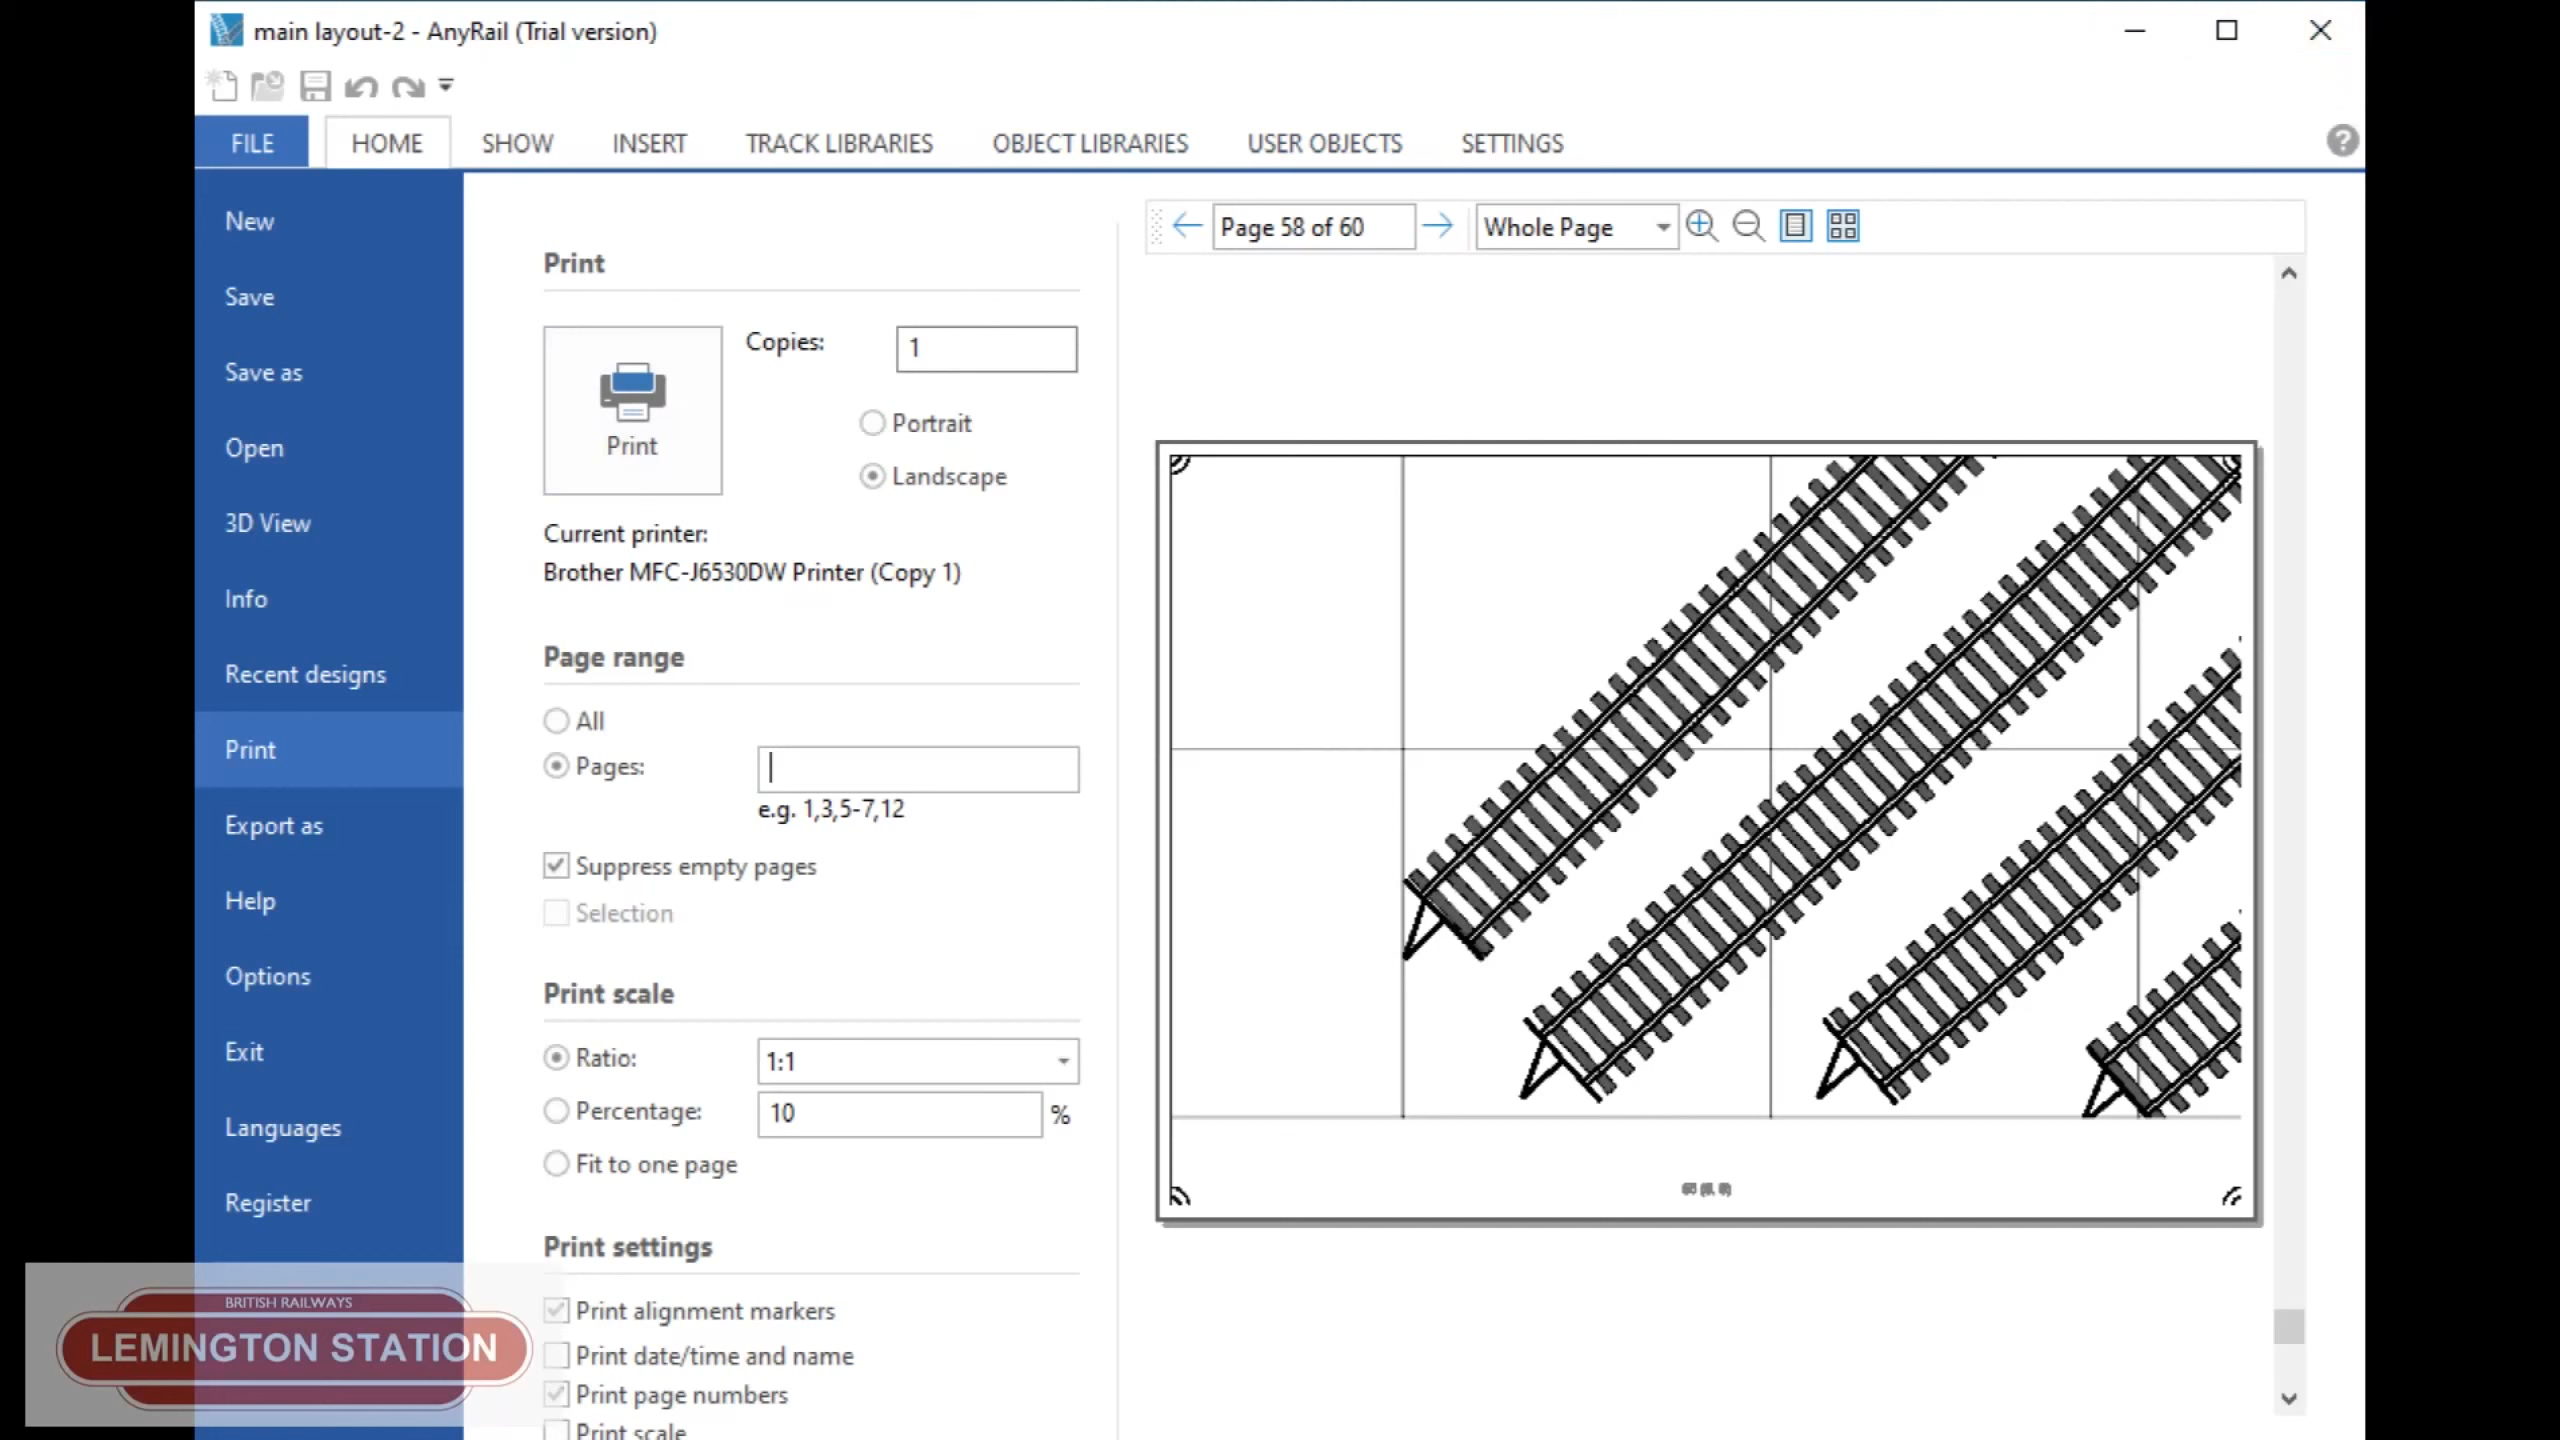 main layout-2 - AnyRail (Trial version)
FILE HOME SHOW INSERT TRACK LIBRARIES OBJECT LIBRARIES USER OBJECTS SETTINGS
?
New
Save
Save as
Open
3D View
Info
Recent designs
Print
Export as
Help
Options
Exit
Languages
Register
Print
Print
Copies: 1
Portrait
Landscape
Current printer:
Brother MFC-J6530DW Printer (Copy 1)
Page range
All
Pages:
e.g. 1,3,5-7,12
Suppress empty pages
Selection
Print scale
Ratio: 1:1
Percentage: 10 %
Fit to one page
Print settings
Print alignment markers
Print date/time and name
Print page numbers
Print scale
Page 58 of 60 Whole Page
BRITISH RAILWAYS
LEMINGTON STATION